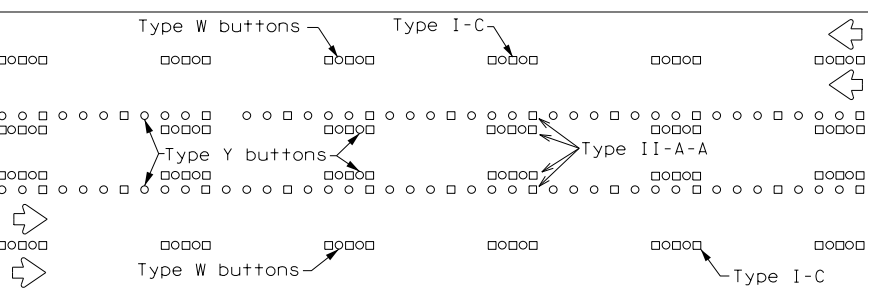 Type W buttons
Type I-C
Type Y buttons
Type II-A-A
Type W buttons
Type I-C